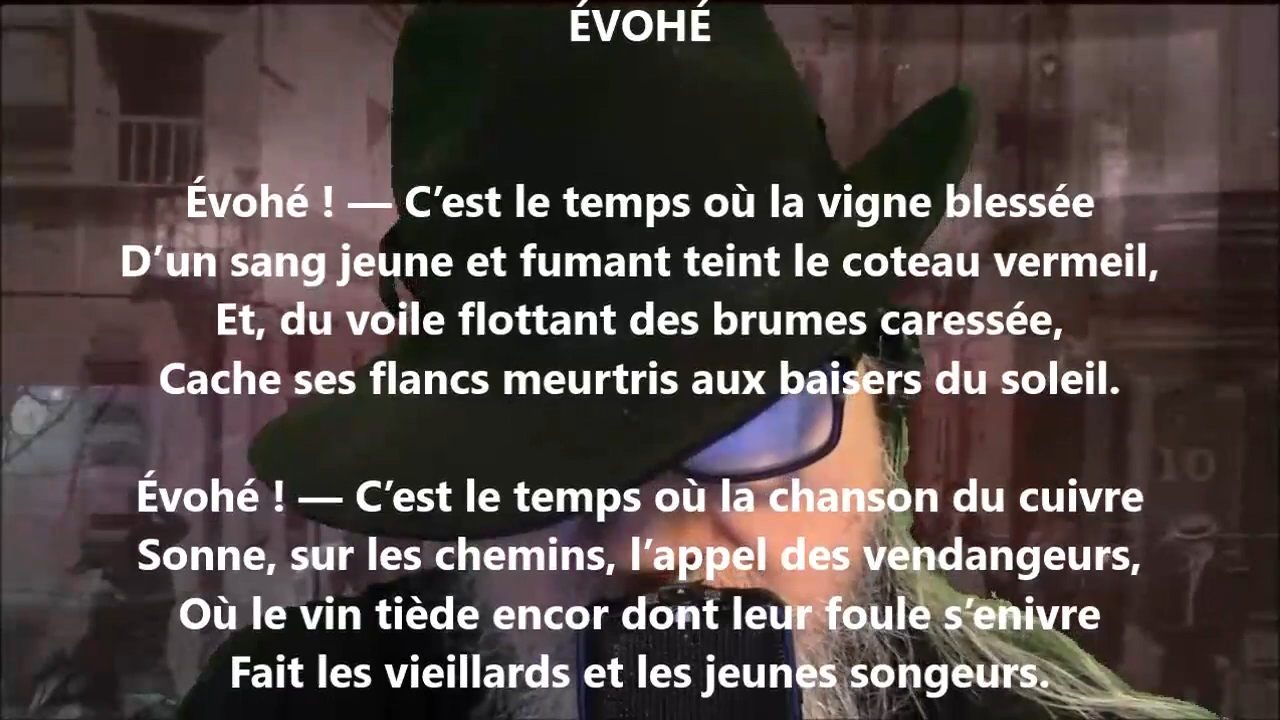 ÉVOHÉ
Évohé ! — C’est le temps où la vigne blessée
D’un sang jeune et fumant teint le coteau vermeil,
Et, du voile flottant des brumes caressée,
Cache ses flancs meurtris aux baisers du soleil.
Évohé ! — C’est le temps où la chanson du cuivre
Sonne, sur les chemins, l’appel des vendangeurs,
Où le vin tiède encor dont leur foule s’enivre
Fait les vieillards et les jeunes songeurs.
10